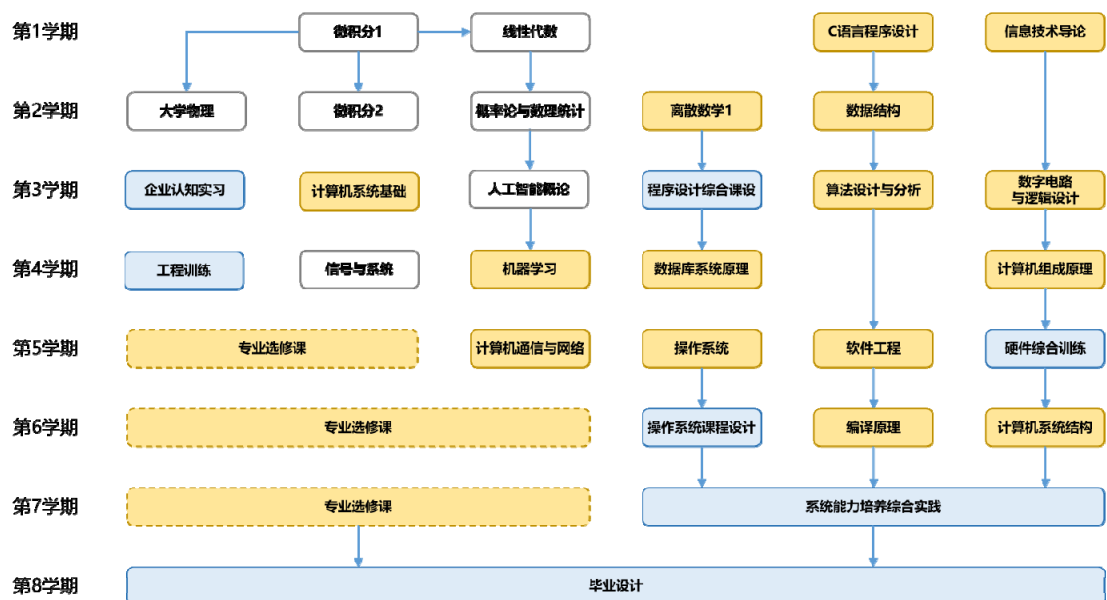 第1学期
微积分1
线性代数
C语言程序设计
信息技术导论
第2学期
大学物理
微积分2
概率论与数理统计
离散数学1
数据结构
第3学期
企业认知实习
计算机系统基础
人工智能概论
程序设计综合课设
算法设计与分析
数字电路
与逻辑设计
第4学期
工程训练
信号与系统
机器学习
数据库系统原理
计算机组成原理
第5学期
专业选修课
计算机通信与网络
操作系统
软件工程
硬件综合训练
第6学期
专业选修课
操作系统课程设计
编译原理
计算机系统结构
第7学期
专业选修课
系统能力培养综合实践
第8学期
毕业设计